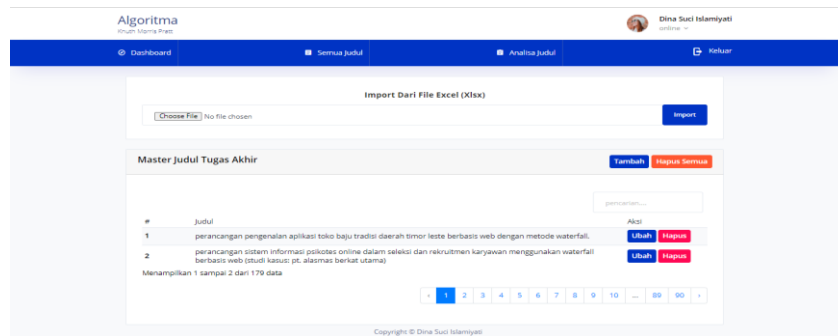 Algoritma
Knuth Morris Pratt
Dina Suci Islamiyati
online
Dashboard
Semua Judul
Analisa Judul
Keluar
Import Dari File Excel (Xlsx)
Choose File No file chosen
Import
Master Judul Tugas Akhir
Tambah Hapus Semua
pencarian....
# Judul Aksi
1 perancangan pengenalan aplikasi toko baju tradisi daerah timor leste berbasis web dengan metode waterfall. Ubah Hapus
2 perancangan sistem informasi psikotes online dalam seleksi dan rekruitmen karyawan menggunakan waterfall
berbasis web (studi kasus: pt. alasmas berkat utama) Ubah Hapus
Menampilkan 1 sampai 2 dari 179 data
‹ 1 2 3 4 5 6 7 8 9 10 ... 89 90 ›
Copyright © Dina Suci Islamiyati